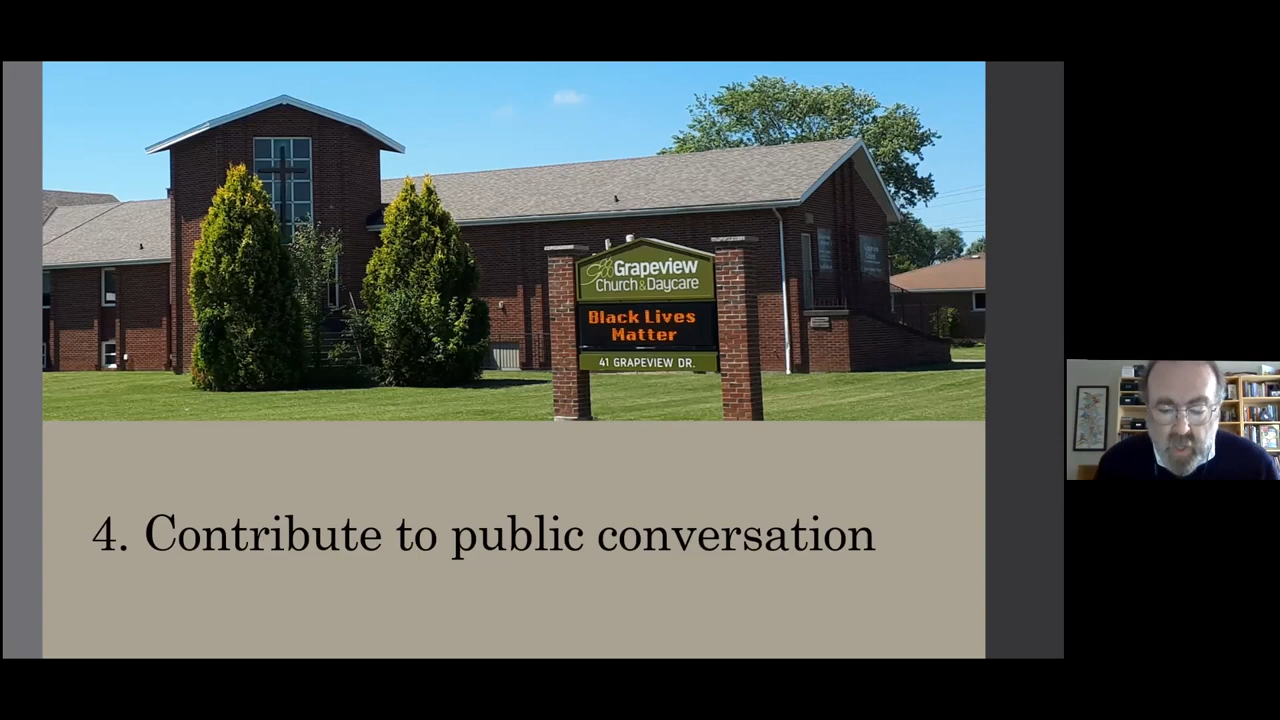 Grapeview
Church & Daycare
Black Lives
Matter
41 GRAPEVIEW DR.
4. Contribute to public conversation